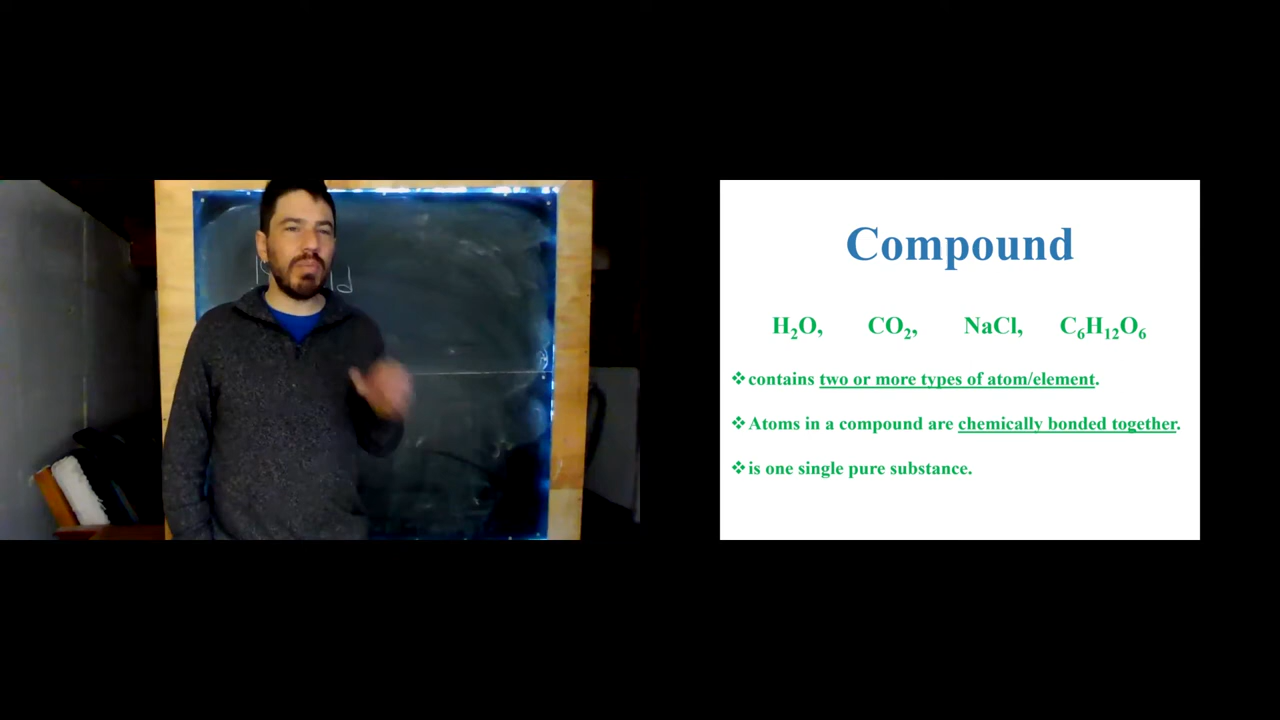 Compound
H₂O, CO₂, NaCl, C₆H₁₂O₆
❖contains two or more types of atom/element.
❖Atoms in a compound are chemically bonded together.
❖is one single pure substance.